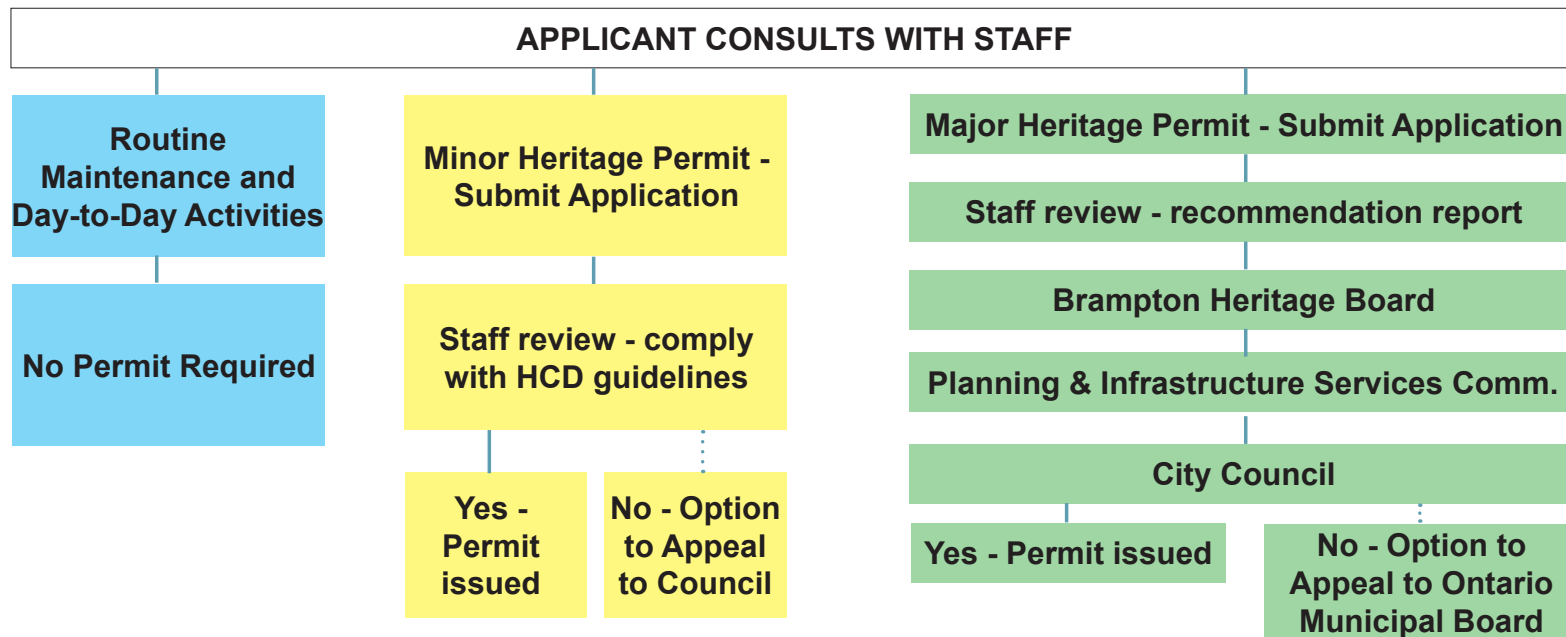 APPLICANT CONSULTS WITH STAFF
Routine
Maintenance and
Day-to-Day Activities
No Permit Required
Minor Heritage Permit -
Submit Application
Staff review - comply
with HCD guidelines
Yes -
Permit
issued
No - Option
to Appeal
to Council
Major Heritage Permit - Submit Application
Staff review - recommendation report
Brampton Heritage Board
Planning & Infrastructure Services Comm.
City Council
Yes - Permit issued
No - Option to
Appeal to Ontario
Municipal Board